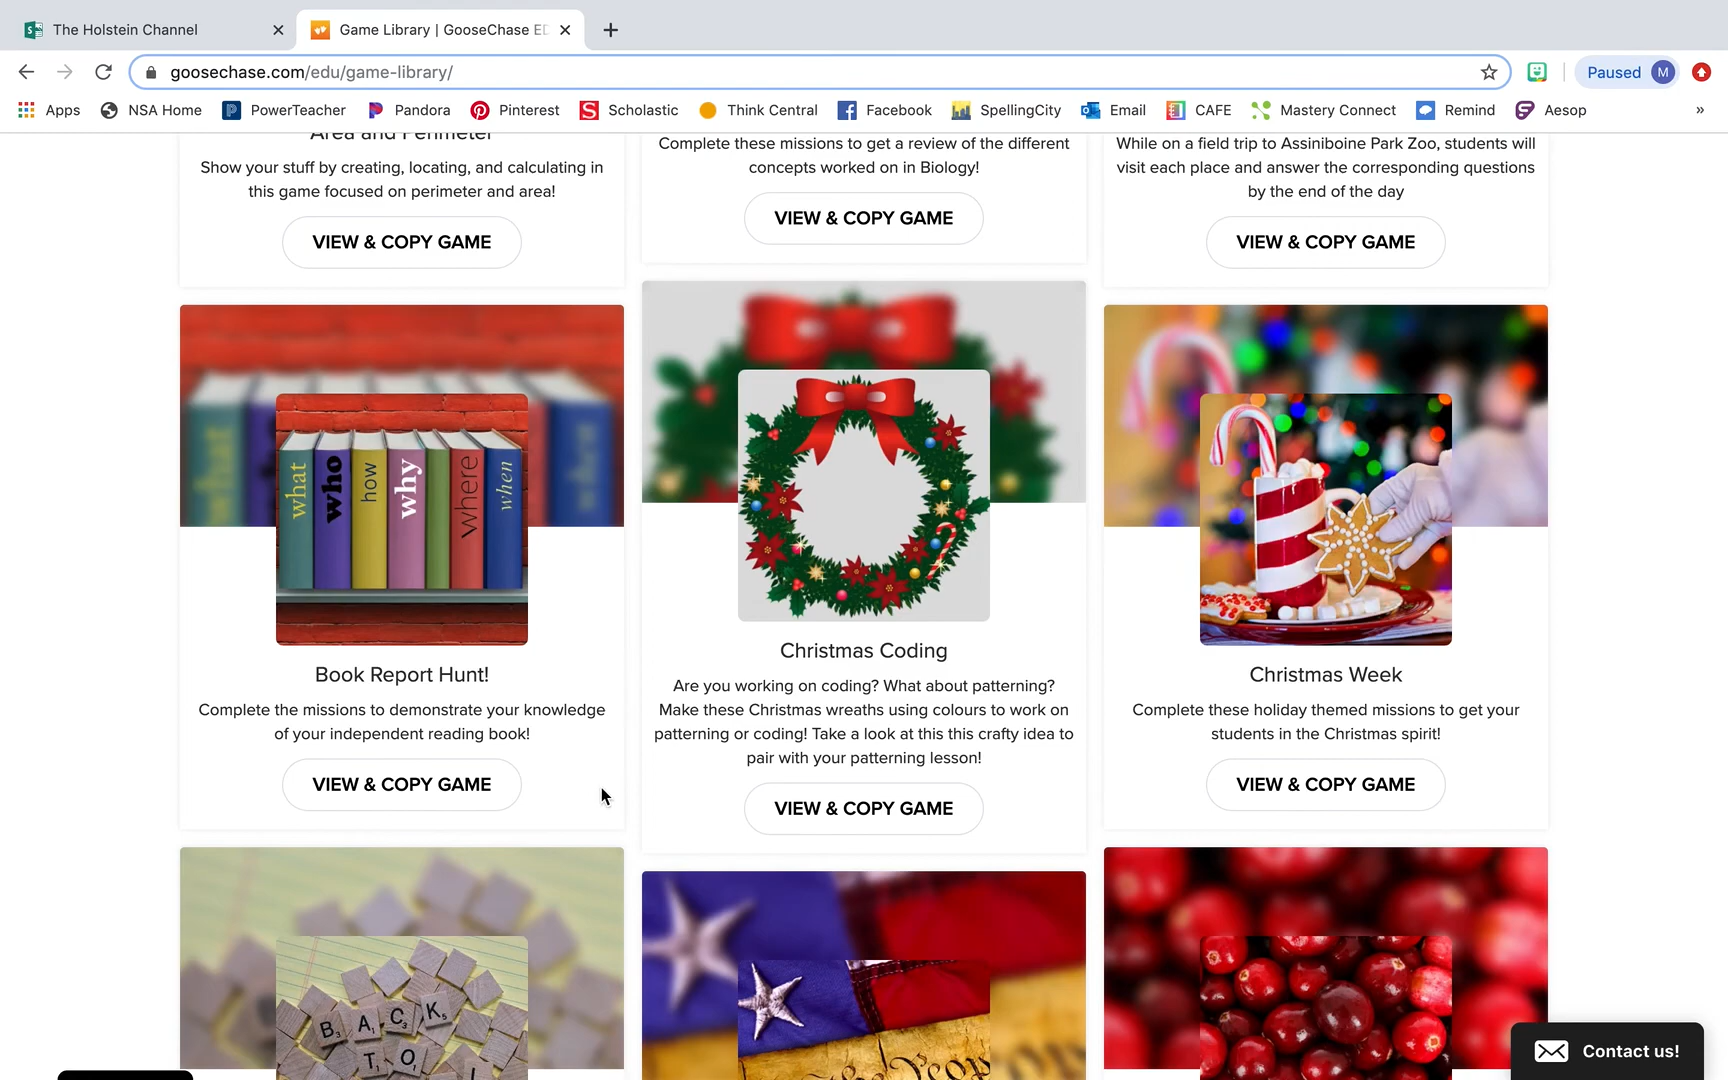 The Holstein Channel
Game Library | GooseChase ED
goosechase.com/edu/game-library/
Paused M
Apps NSA Home PowerTeacher Pandora Pinterest Scholastic Think Central Facebook SpellingCity Email CAFE Mastery Connect Remind Aesop »
Area and Perimeter
Show your stuff by creating, locating, and calculating in
this game focused on perimeter and area!
VIEW & COPY GAME
Complete these missions to get a review of the different
concepts worked on in Biology!
VIEW & COPY GAME
While on a field trip to Assiniboine Park Zoo, students will
visit each place and answer the corresponding questions
by the end of the day
VIEW & COPY GAME
what
who
how
why
where
when
Book Report Hunt!
Complete the missions to demonstrate your knowledge
of your independent reading book!
VIEW & COPY GAME
Christmas Coding
Are you working on coding? What about patterning?
Make these Christmas wreaths using colours to work on
patterning or coding! Take a look at this this crafty idea to
pair with your patterning lesson!
VIEW & COPY GAME
Christmas Week
Complete these holiday themed missions to get your
students in the Christmas spirit!
VIEW & COPY GAME
BACK
TO
We the People
Contact us!